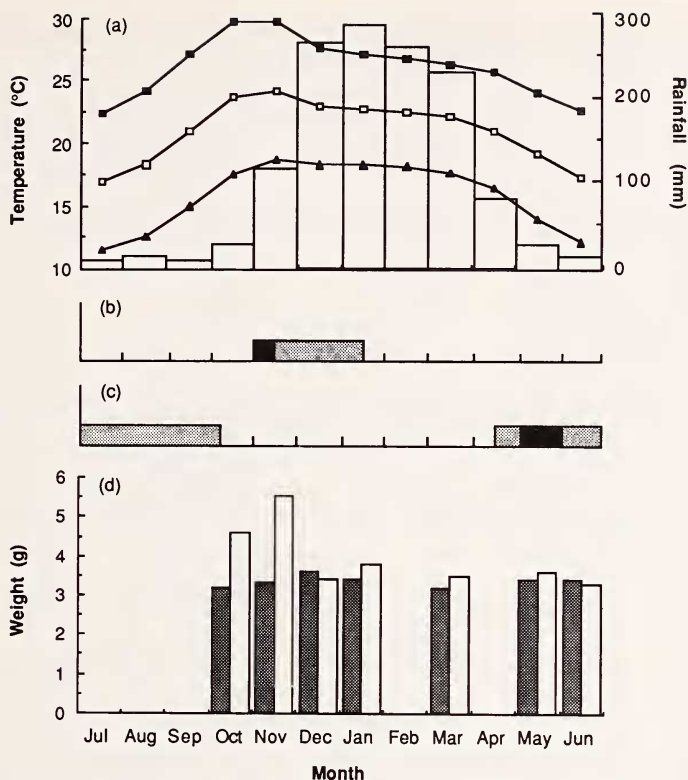 (a)
Temperature (°C)
30
25
20
15
10
Rainfall (mm)
300
200
100
0
(b)
(c)
(d)
Weight (g)
6
5
4
3
2
1
0
Jul Aug Sep Oct Nov Dec Jan Feb Mar Apr May Jun
Month